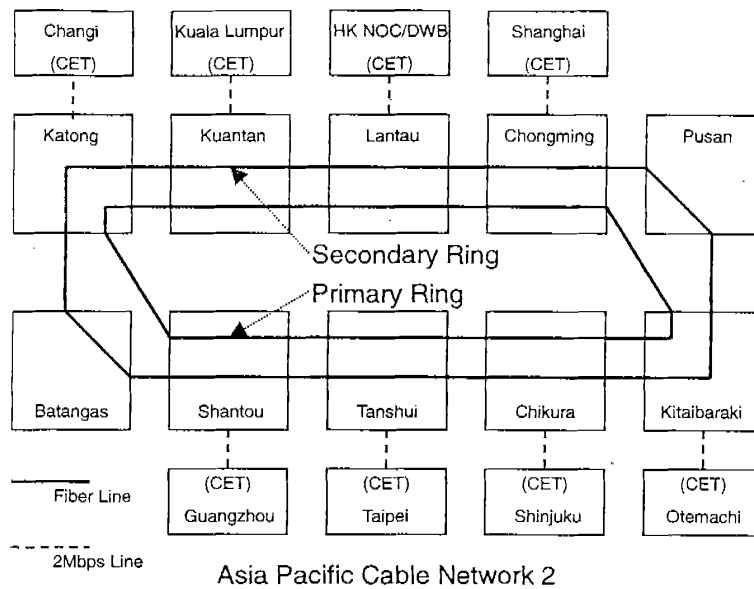 Changi Kuala Lumpur HK NOC/DWB Shanghai
(CET) (CET) (CET) (CET)
Katong Kuantan Lantau Chongming Pusan
Secondary Ring
Primary Ring
Batangas Shantou Tanshui Chikura Kitaibaraki
(CET) (CET) (CET) (CET)
Guangzhou Taipei Shinjuku Otemachi
Fiber Line
2Mbps Line
Asia Pacific Cable Network 2